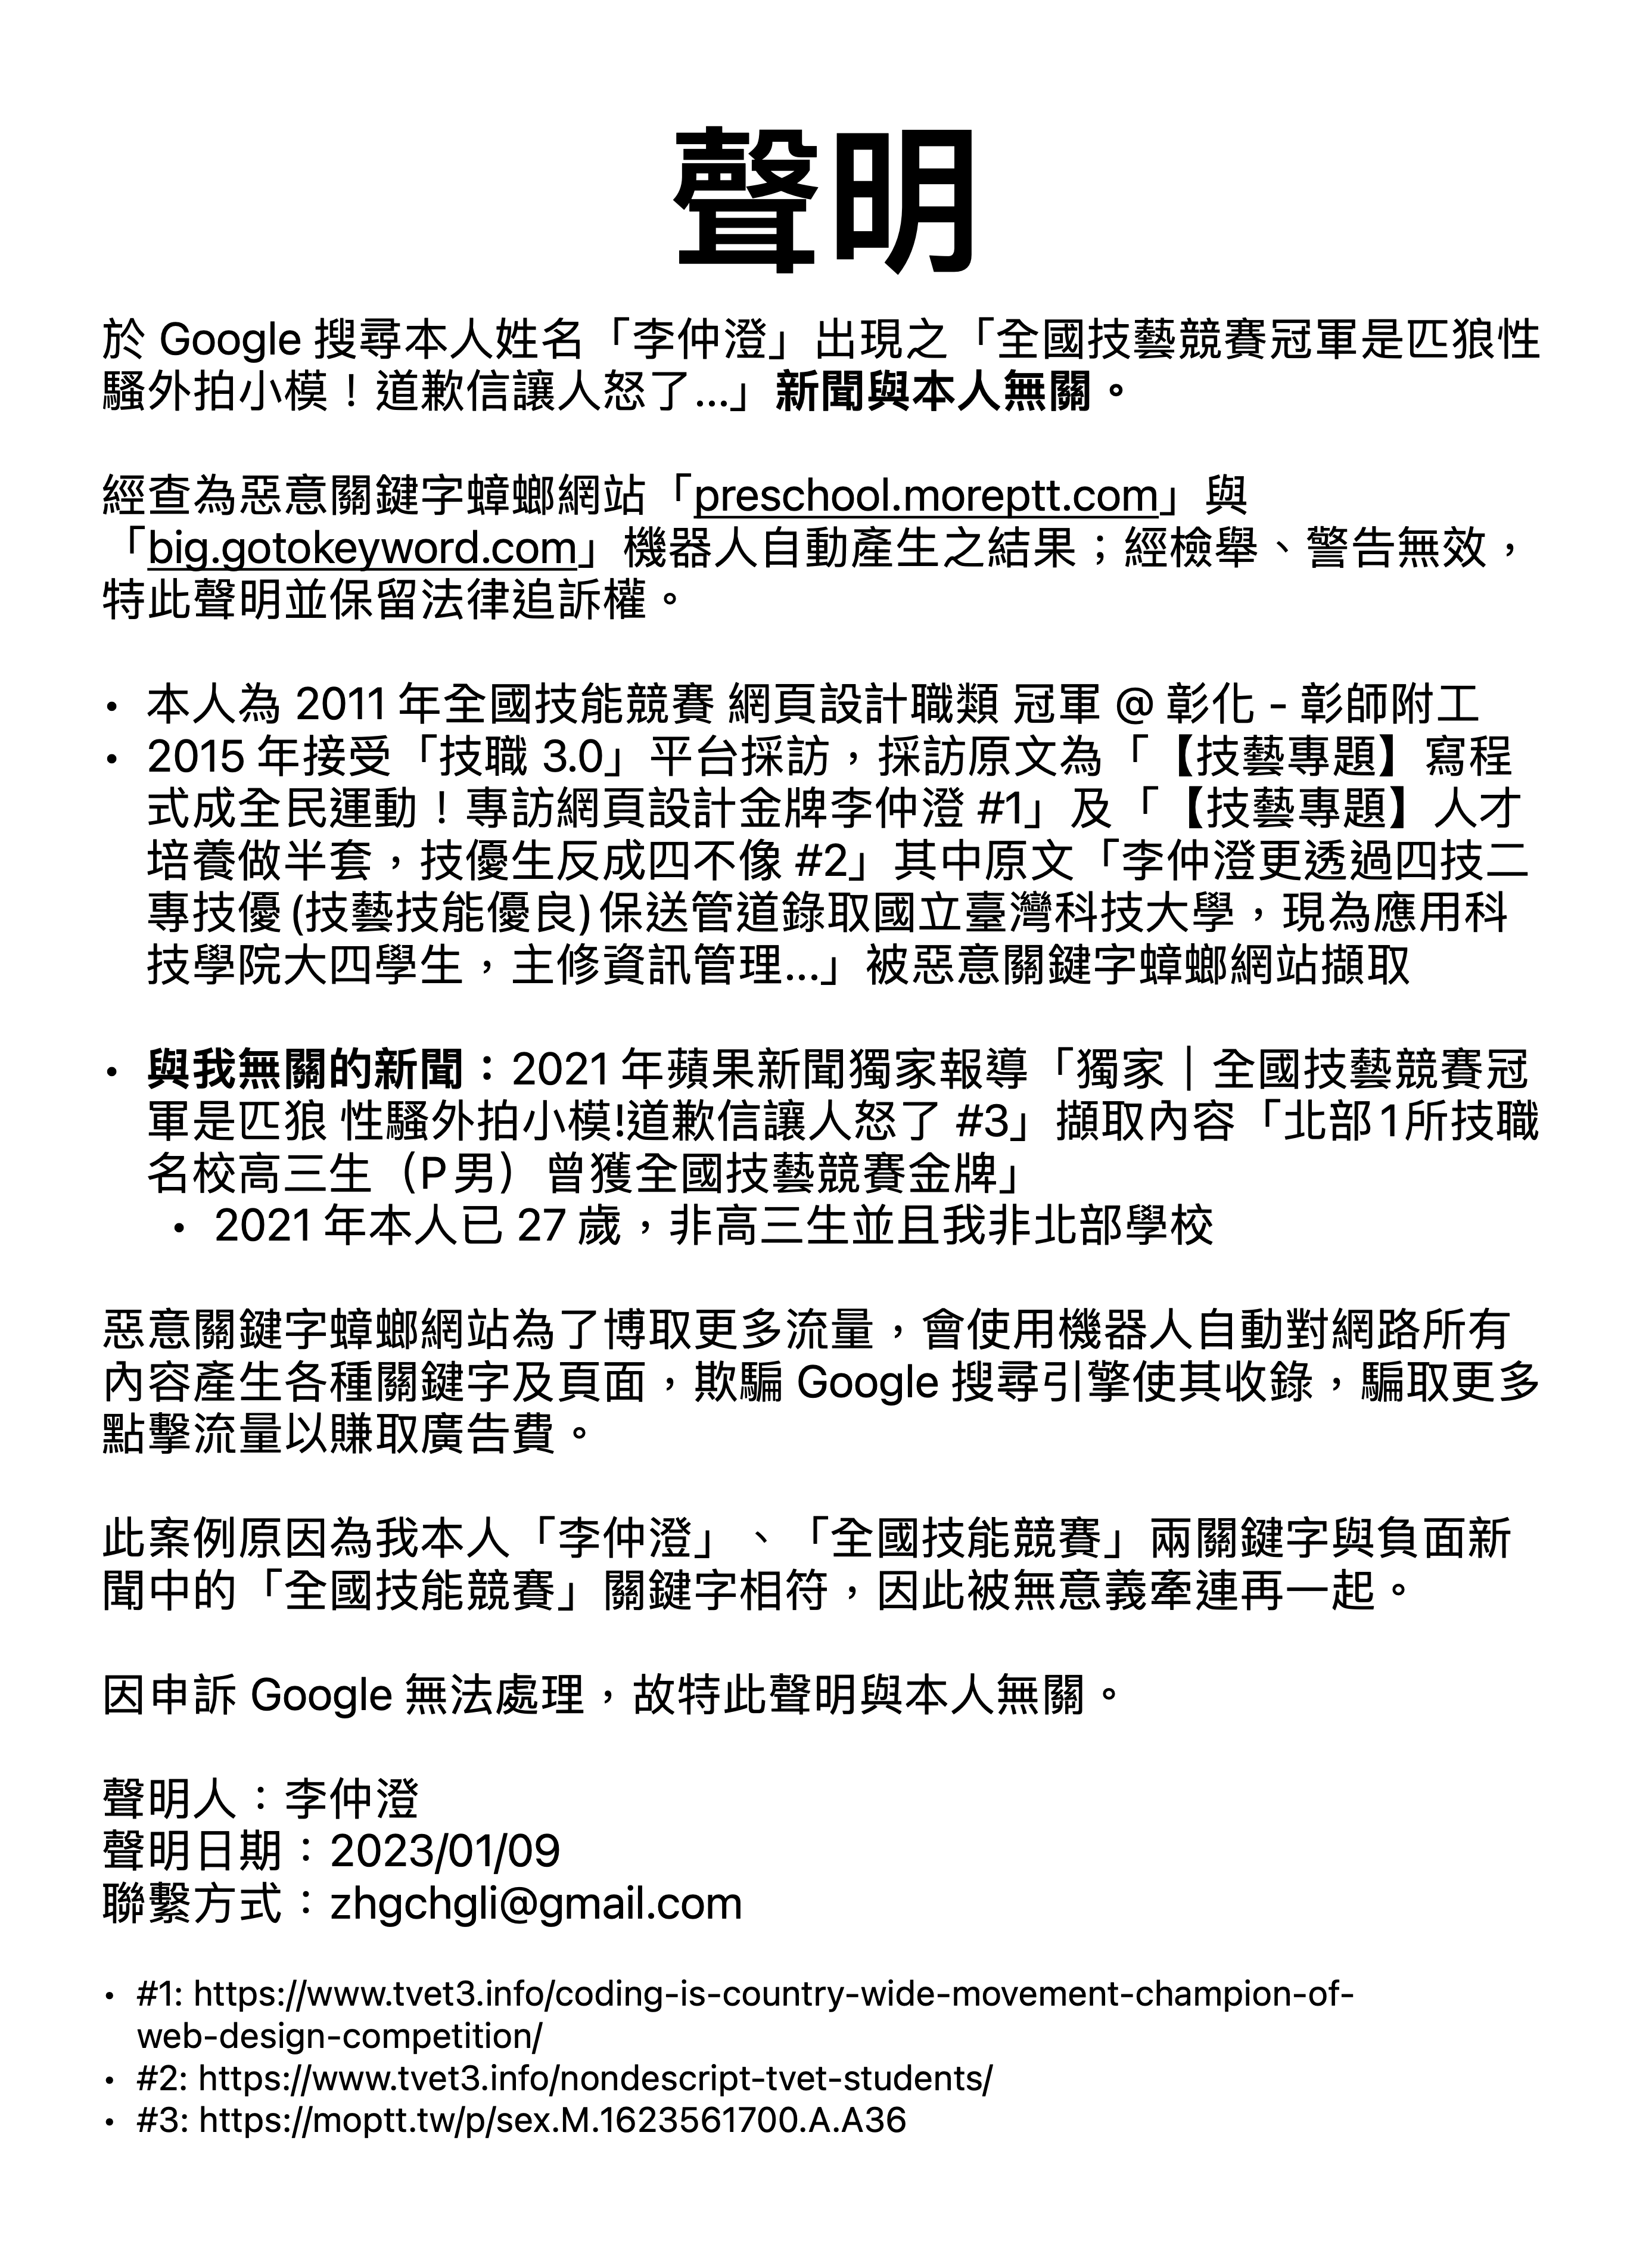 聲明
於 Google 搜尋本人姓名「李仲澄」出現之「全國技藝競賽冠軍是匹狼性
騷外拍小模！道歉信讓人怒了...」新聞與本人無關。
經查為惡意關鍵字蟑螂網站「preschool.moreptt.com」與
「big.gotokeyword.com」機器人自動產生之結果；經檢舉、警告無效，
特此聲明並保留法律追訴權。
• 本人為 2011 年全國技能競賽 網頁設計職類 冠軍 @ 彰化 - 彰師附工
• 2015 年接受「技職 3.0」平台採訪，採訪原文為「【技藝專題】寫程
式成全民運動！專訪網頁設計金牌李仲澄 #1」及「【技藝專題】人才
培養做半套，技優生反成四不像 #2」其中原文「李仲澄更透過四技二
專技優 (技藝技能優良) 保送管道錄取國立臺灣科技大學，現為應用科
技學院大四學生，主修資訊管理...」被惡意關鍵字蟑螂網站擷取
• 與我無關的新聞：2021 年蘋果新聞獨家報導「獨家｜全國技藝競賽冠
軍是匹狼 性騷外拍小模!道歉信讓人怒了 #3」擷取內容「北部1所技職
名校高三生（P男）曾獲全國技藝競賽金牌」
• 2021 年本人已 27 歲，非高三生並且我非北部學校
惡意關鍵字蟑螂網站為了博取更多流量，會使用機器人自動對網路所有
內容產生各種關鍵字及頁面，欺騙 Google 搜尋引擎使其收錄，騙取更多
點擊流量以賺取廣告費。
此案例原因為我本人「李仲澄」、「全國技能競賽」兩關鍵字與負面新
聞中的「全國技能競賽」關鍵字相符，因此被無意義牽連再一起。
因申訴 Google 無法處理，故特此聲明與本人無關。
聲明人：李仲澄
聲明日期：2023/01/09
聯繫方式：zhgchgli@gmail.com
• #1: https://www.tvet3.info/coding-is-country-wide-movement-champion-of-
web-design-competition/
• #2: https://www.tvet3.info/nondescript-tvet-students/
• #3: https://moptt.tw/p/sex.M.1623561700.A.A36